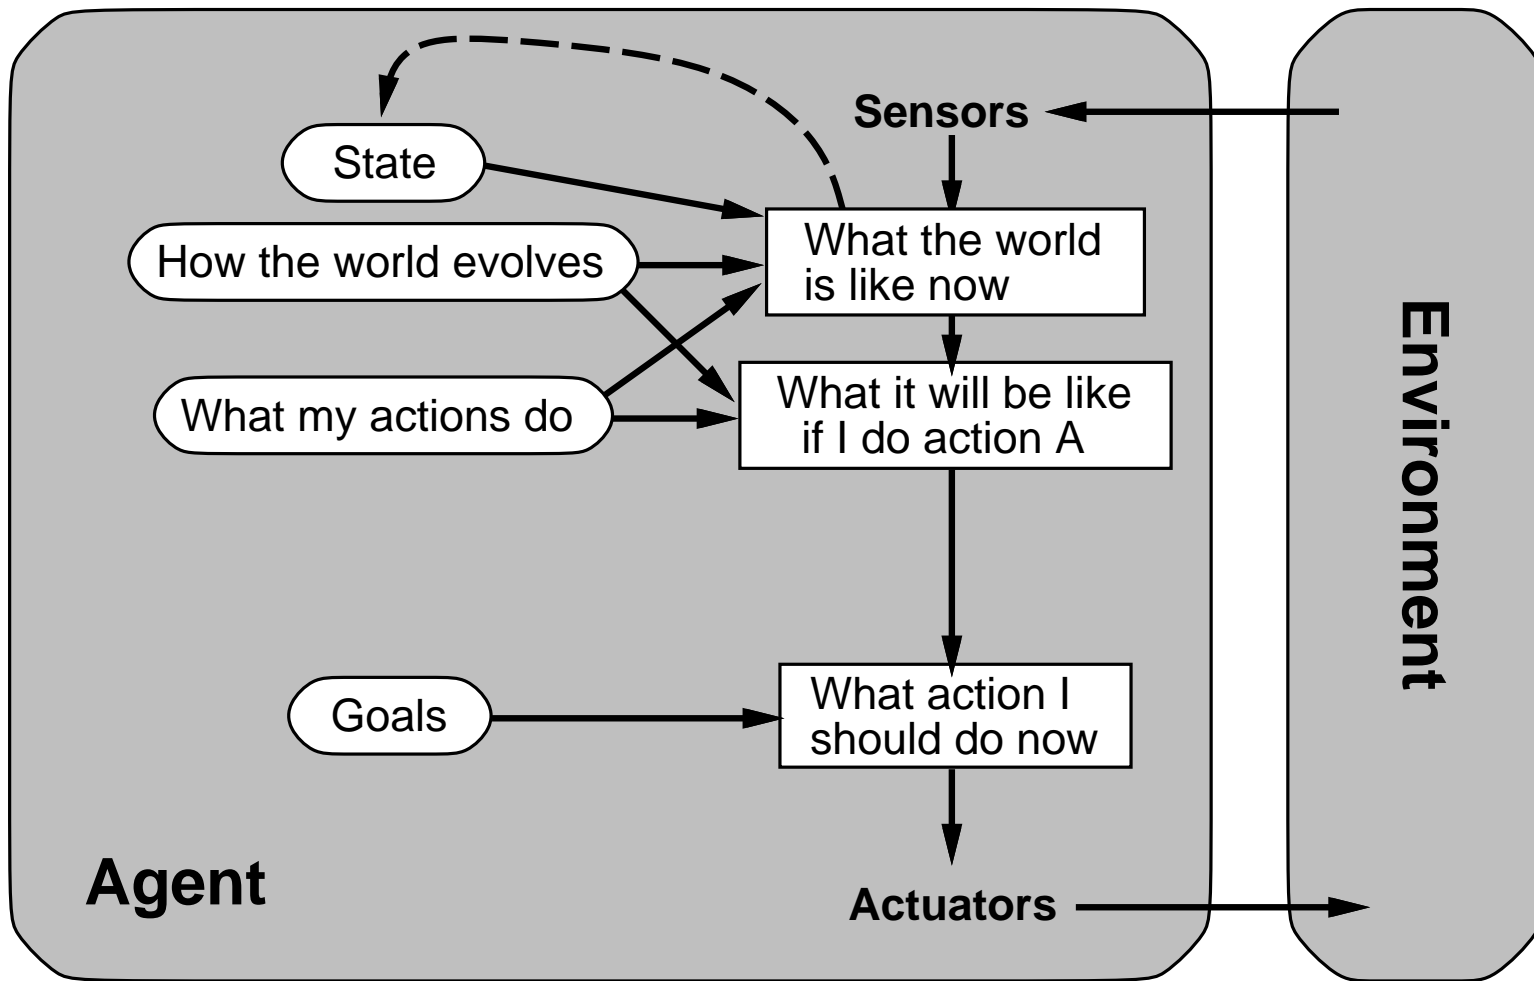 Sensors
State
What the world
is like now
How the world evolves
What it will be like
if I do action A
What my actions do
Environment
What action I
should do now
Goals
Agent
Actuators